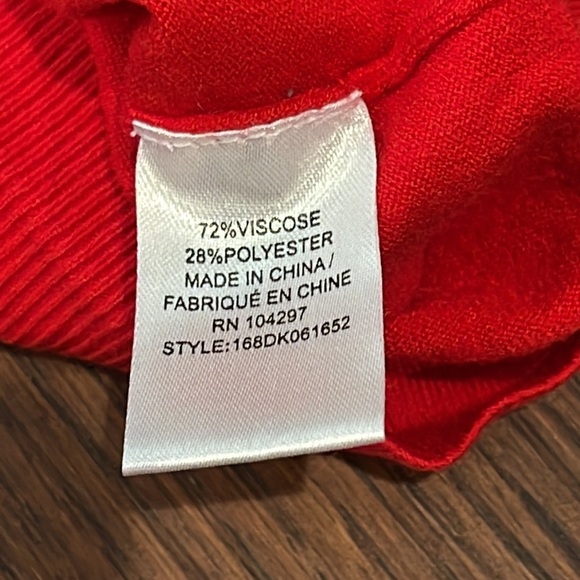 72%VISCOSE
28%POLYESTER
MADE IN CHINA/
FABRIQUÉ EN CHINE
RN 104297
STYLE:168DK061652